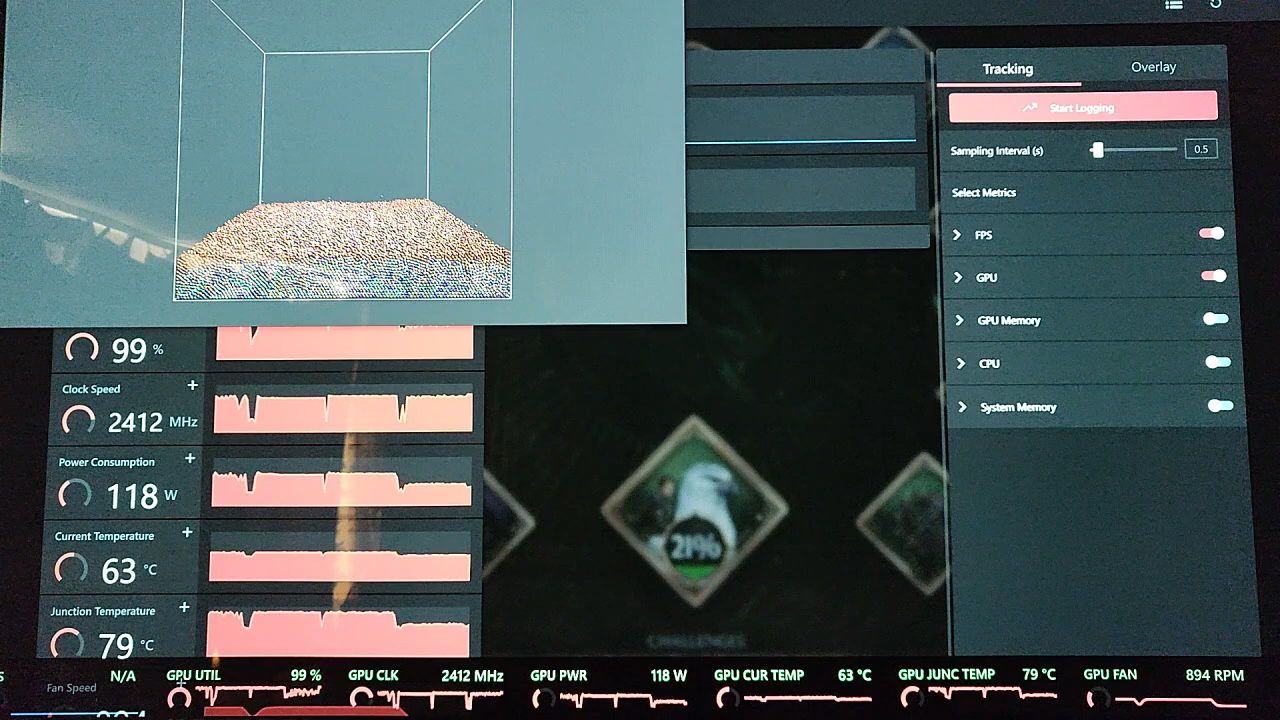 Tracking
Overlay
Start Logging
Sampling Interval (s)
0.5
Select Metrics
FPS
GPU
GPU Memory
CPU
System Memory
99 %
Clock Speed +
2412 MHz
Power Consumption +
118 W
Current Temperature +
63 °C
Junction Temperature +
79 °C
21%
CHALLENGES
Fan Speed
N/A
GPU UTIL 99 %
GPU CLK 2412 MHz
GPU PWR 118 W
GPU CUR TEMP 63 °C
GPU JUNC TEMP 79 °C
GPU FAN 894 RPM